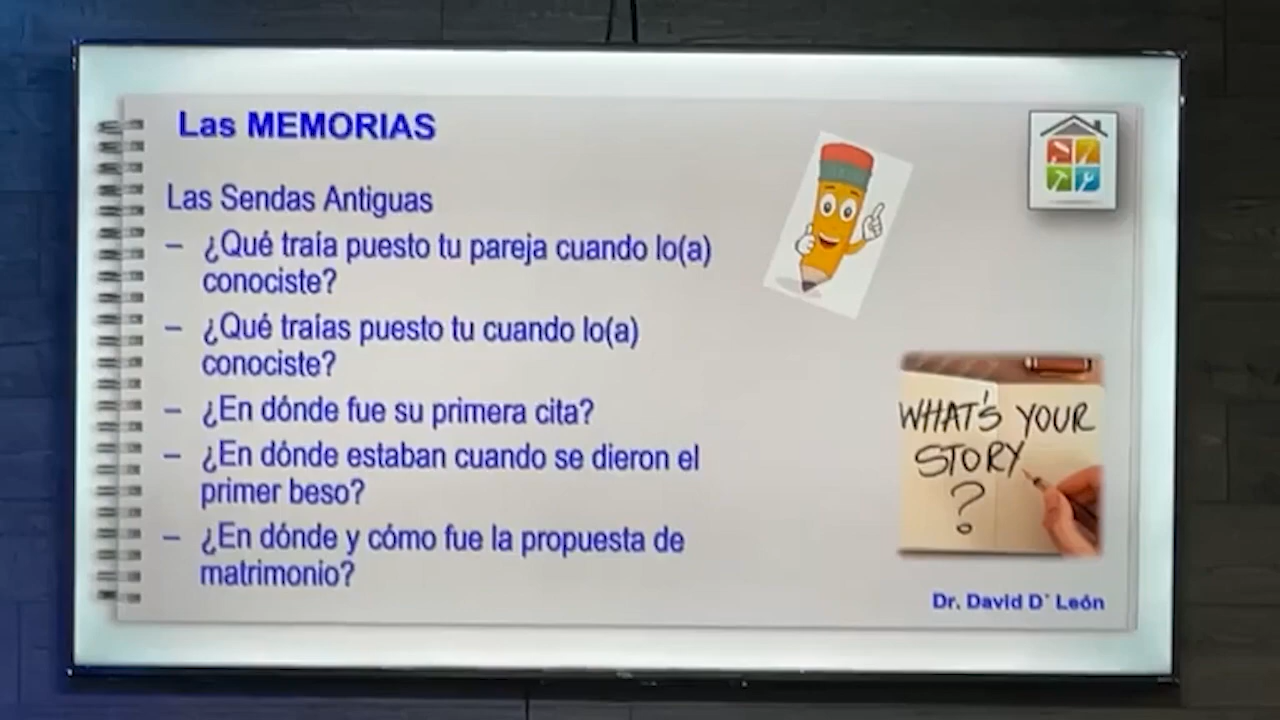 Las MEMORIAS
Las Sendas Antiguas
– ¿Qué traía puesto tu pareja cuando lo(a)
conociste?
– ¿Qué traías puesto tu cuando lo(a)
conociste?
– ¿En dónde fue su primera cita?
– ¿En dónde estaban cuando se dieron el
primer beso?
– ¿En dónde y cómo fue la propuesta de
matrimonio?
WHAT'S YOUR
STORY
?
Dr. David D` León